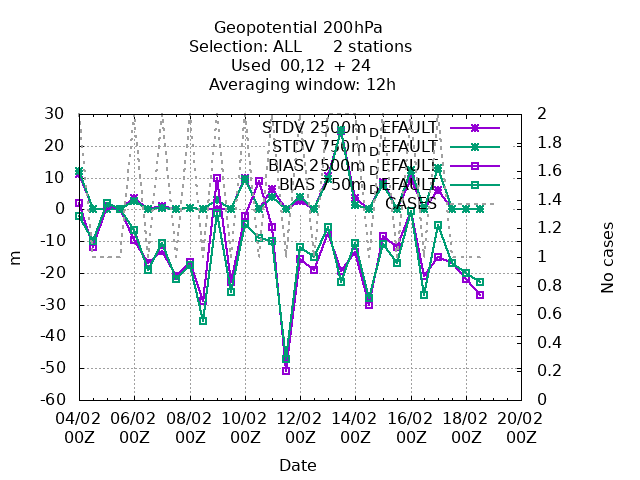 Geopotential 200hPa
Selection: ALL 2 stations
Used 00,12 + 24
Averaging window: 12h
STDV 2500m DEFAULT
STDV 750m DEFAULT
BIAS 2500m DEFAULT
BIAS 750m DEFAULT
CASES
30
20
10
0
-10
-20
-30
-40
-50
-60
m
2
1.8
1.6
1.4
1.2
1
0.8
0.6
0.4
0.2
0
No cases
04/02 06/02 08/02 10/02 12/02 14/02 16/02 18/02 20/02
00Z 00Z 00Z 00Z 00Z 00Z 00Z 00Z 00Z
Date